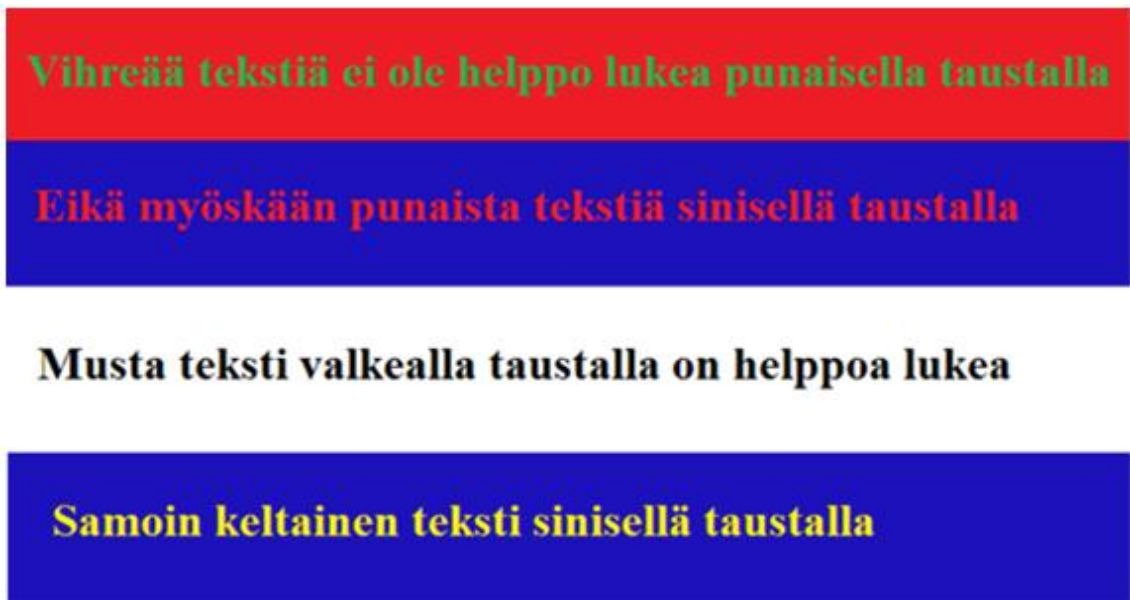 Vihreää tekstiä ei ole helppo lukea punaisella taustalla
Eikä myöskään punaista tekstiä sinisellä taustalla
Musta teksti valkealla taustalla on helppoa lukea
Samoin keltainen teksti sinisellä taustalla